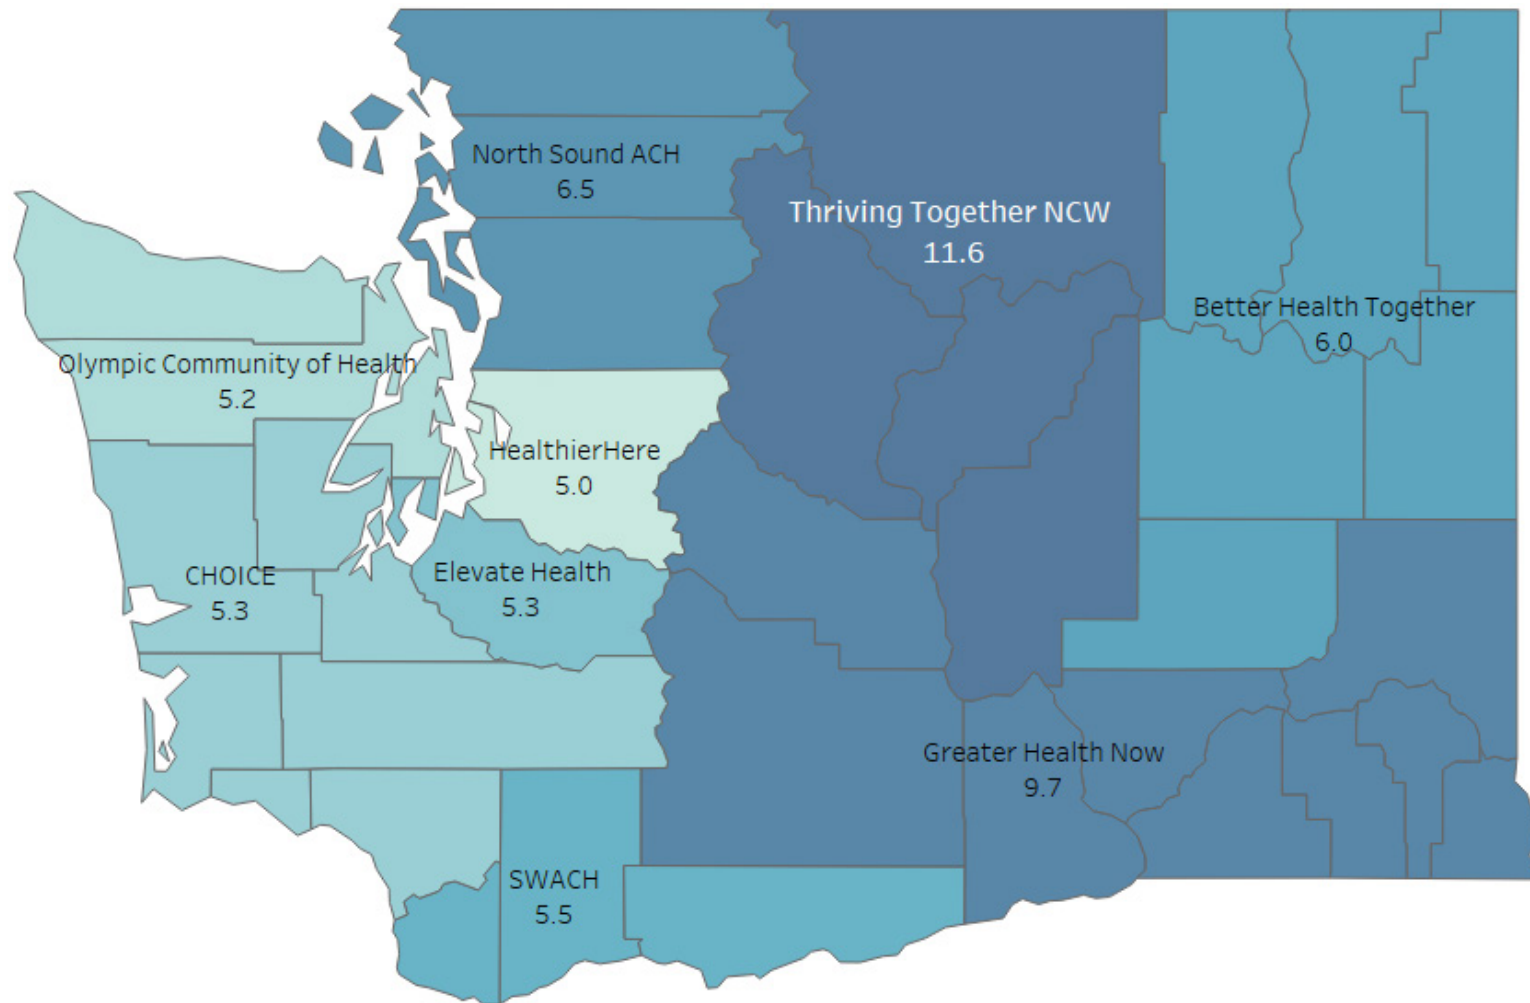 North Sound ACH
6.5
Thriving Together NCW
11.6
Better Health Together
6.0
Olympic Community of Health
5.2
HealthierHere
5.0
CHOICE
5.3
Elevate Health
5.3
Greater Health Now
9.7
SWACH
5.5